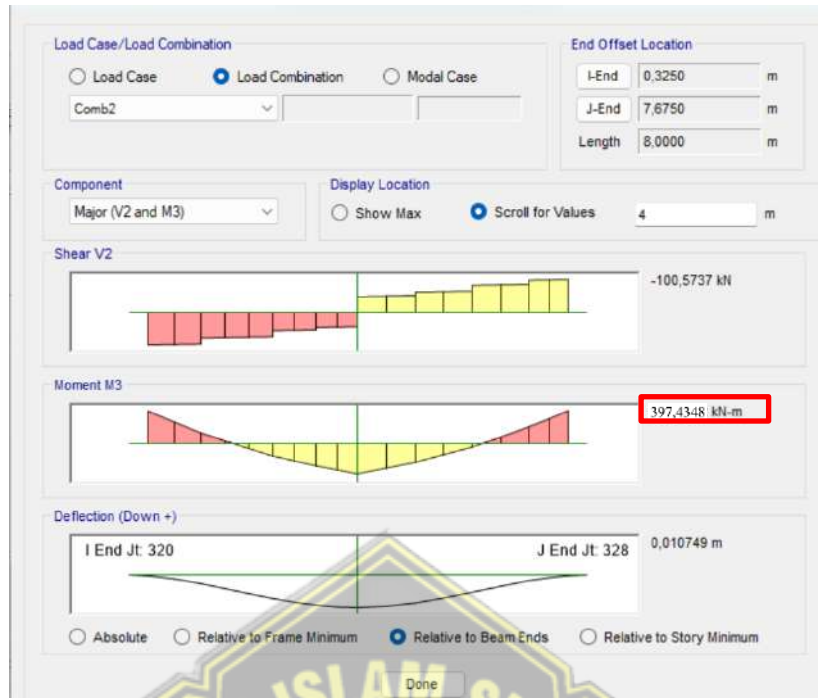 Load Case/Load Combination
Load Case Load Combination Modal Case
Comb2
End Offset Location
I-End 0,3250 m
J-End 7,6750 m
Length 8,0000 m
Component
Major (V2 and M3)
Display Location
Show Max Scroll for Values 4 m
Shear V2
-100,5737 kN
Moment M3
397,4348 kN-m
Deflection (Down +)
I End Jt: 320 J End Jt: 328
0,010749 m
Absolute Relative to Frame Minimum Relative to Beam Ends Relative to Story Minimum
Done
ISLAM